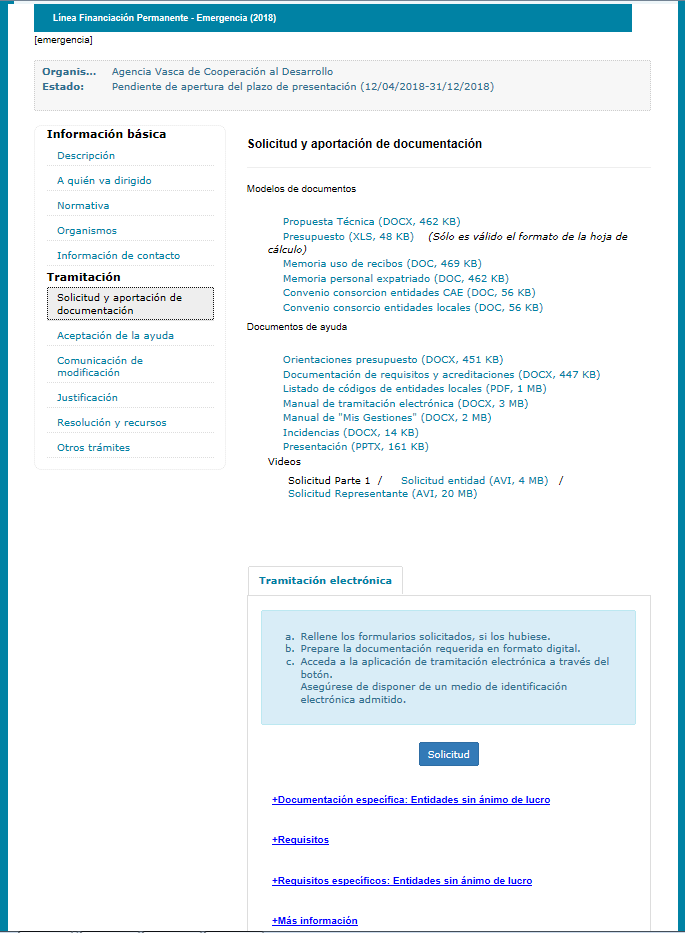 Línea Financiación Permanente - Emergencia (2018)
[emergencia]
Organis... Agencia Vasca de Cooperación al Desarrollo
Estado: Pendiente de apertura del plazo de presentación (12/04/2018-31/12/2018)
Información básica
Descripción
A quién va dirigido
Normativa
Organismos
Información de contacto
Tramitación
Solicitud y aportación de
documentación
Aceptación de la ayuda
Comunicación de
modificación
Justificación
Resolución y recursos
Otros trámites
Solicitud y aportación de documentación
Modelos de documentos
Propuesta Técnica (DOCX, 462 KB)
Presupuesto (XLS, 48 KB) (Sólo es válido el formato de la hoja de
cálculo)
Memoria uso de recibos (DOC, 469 KB)
Memoria personal expatriado (DOC, 462 KB)
Convenio consorcion entidades CAE (DOC, 56 KB)
Convenio consorcio entidades locales (DOC, 56 KB)
Documentos de ayuda
Orientaciones presupuesto (DOCX, 451 KB)
Documentación de requisitos y acreditaciones (DOCX, 447 KB)
Listado de códigos de entidades locales (PDF, 1 MB)
Manual de tramitación electrónica (DOCX, 3 MB)
Manual de "Mis Gestiones" (DOCX, 2 MB)
Incidencias (DOCX, 14 KB)
Presentación (PPTX, 161 KB)
Videos
Solicitud Parte 1 / Solicitud entidad (AVI, 4 MB) /
Solicitud Representante (AVI, 20 MB)
Tramitación electrónica
a. Rellene los formularios solicitados, si los hubiese.
b. Prepare la documentación requerida en formato digital.
c. Acceda a la aplicación de tramitación electrónica a través del
botón.
Asegúrese de disponer de un medio de identificación
electrónica admitido.
Solicitud
+Documentación específica: Entidades sin ánimo de lucro
+Requisitos
+Requisitos específicos: Entidades sin ánimo de lucro
+Más información